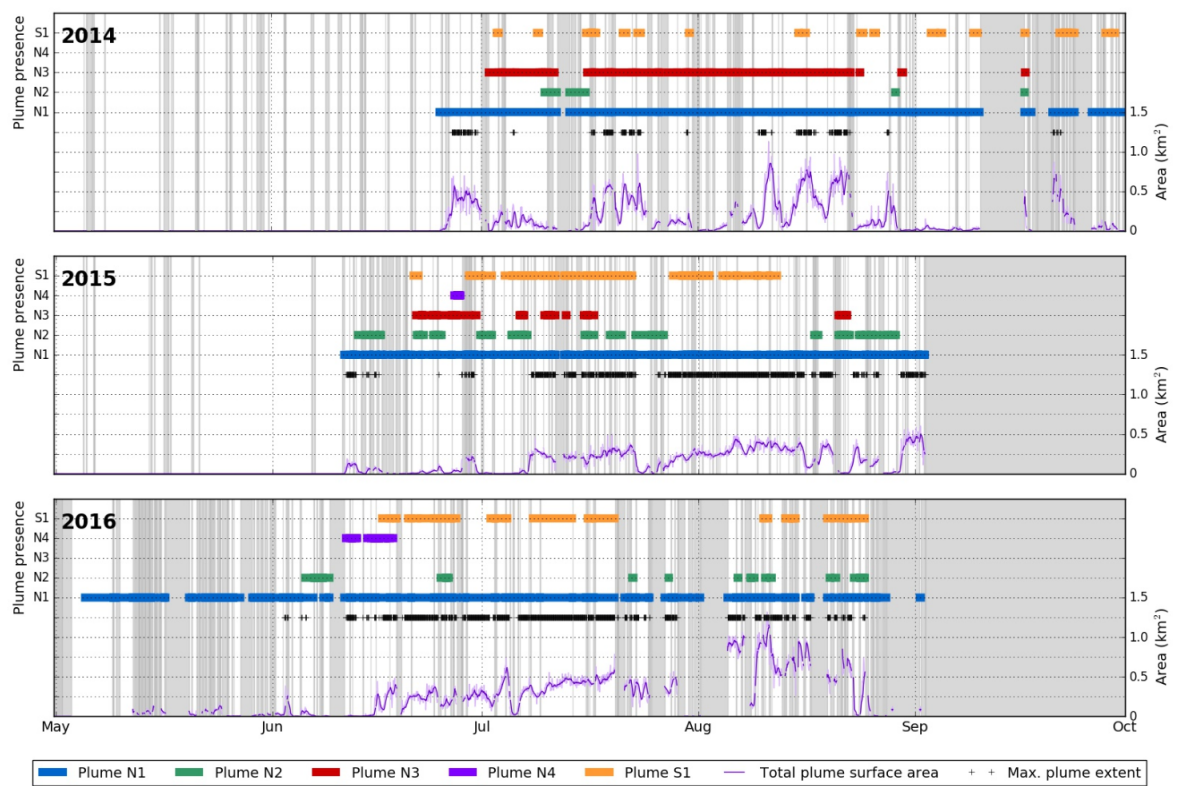 2014
Plume presence
S1
N4
N3
N2
N1
1.5
1.0
0.5
0
Area (km²)
2015
Plume presence
S1
N4
N3
N2
N1
1.5
1.0
0.5
0
Area (km²)
2016
Plume presence
S1
N4
N3
N2
N1
1.5
1.0
0.5
0
Area (km²)
May Jun Jul Aug Sep Oct
Plume N1 Plume N2 Plume N3 Plume N4 Plume S1 Total plume surface area + + Max. plume extent